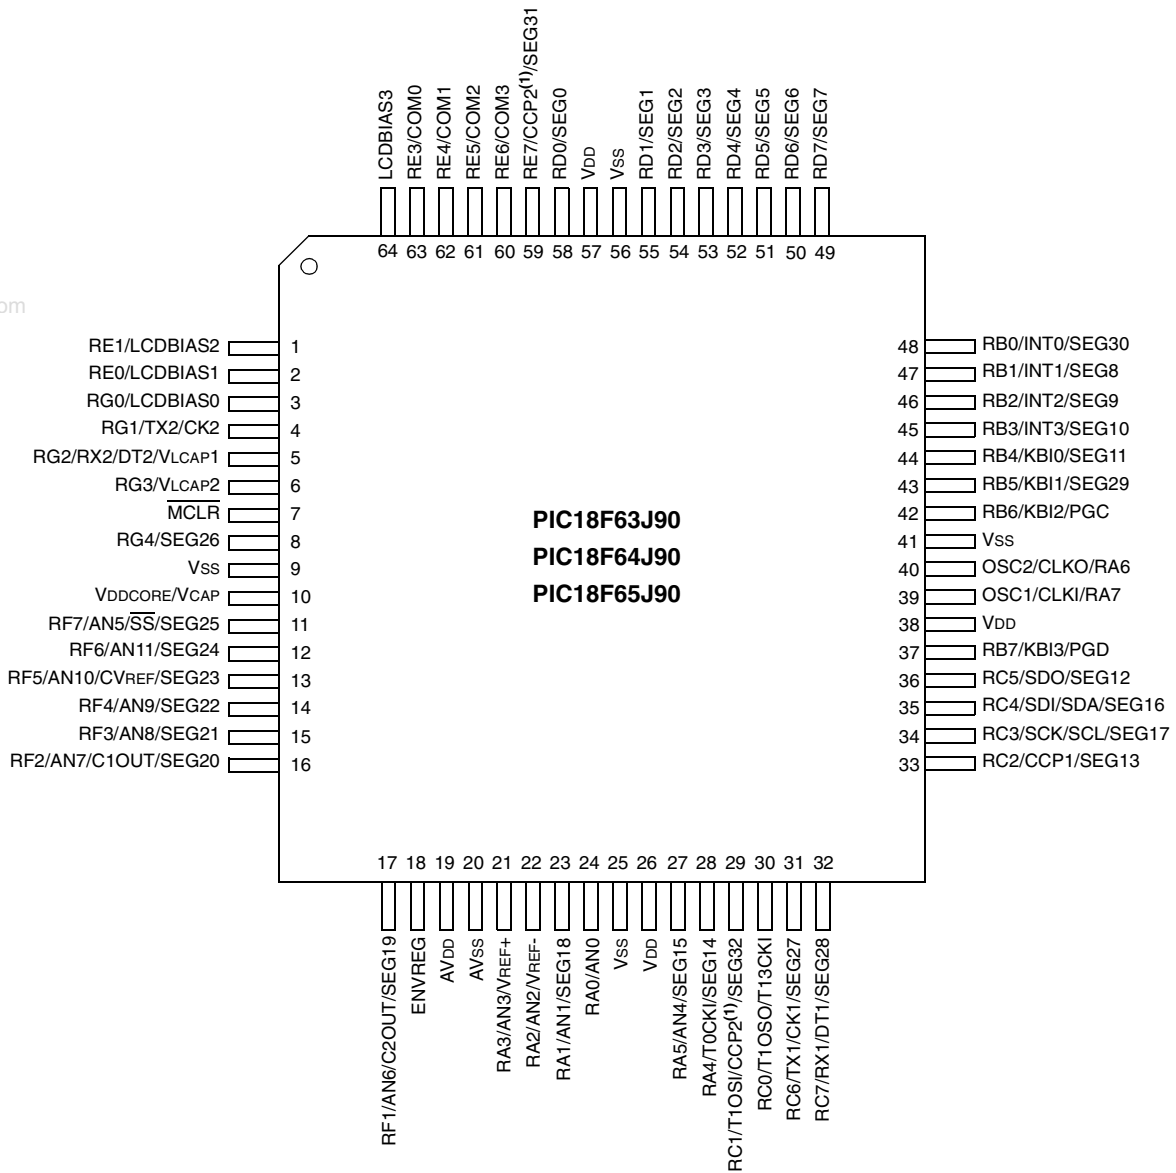 LCDBIAS3
RE3/COM0
RE4/COM1
RE5/COM2
RE6/COM3
RE7/CCP2(1)/SEG31
RD0/SEG0
VDD
VSS
RD1/SEG1
RD2/SEG2
RD3/SEG3
RD4/SEG4
RD5/SEG5
RD6/SEG6
RD7/SEG7
64 63 62 61 60 59 58 57 56 55 54 53 52 51 50 49
om
RE1/LCDBIAS2 1
RE0/LCDBIAS1 2
RG0/LCDBIAS0 3
RG1/TX2/CK2 4
RG2/RX2/DT2/VLCAP1 5
RG3/VLCAP2 6
MCLR 7
RG4/SEG26 8
VSS 9
VDDCORE/VCAP 10
RF7/AN5/SS/SEG25 11
RF6/AN11/SEG24 12
RF5/AN10/CVREF/SEG23 13
RF4/AN9/SEG22 14
RF3/AN8/SEG21 15
RF2/AN7/C1OUT/SEG20 16
PIC18F63J90
PIC18F64J90
PIC18F65J90
48 RB0/INT0/SEG30
47 RB1/INT1/SEG8
46 RB2/INT2/SEG9
45 RB3/INT3/SEG10
44 RB4/KBI0/SEG11
43 RB5/KBI1/SEG29
42 RB6/KBI2/PGC
41 VSS
40 OSC2/CLKO/RA6
39 OSC1/CLKI/RA7
38 VDD
37 RB7/KBI3/PGD
36 RC5/SDO/SEG12
35 RC4/SDI/SDA/SEG16
34 RC3/SCK/SCL/SEG17
33 RC2/CCP1/SEG13
17 18 19 20 21 22 23 24 25 26 27 28 29 30 31 32
RF1/AN6/C2OUT/SEG19
ENVREG
AVDD
AVSS
RA3/AN3/VREF+
RA2/AN2/VREF-
RA1/AN1/SEG18
RA0/AN0
VSS
VDD
RA5/AN4/SEG15
RA4/T0CKI/SEG14
RC1/T1OSI/CCP2(1)/SEG32
RC0/T1OSO/T13CKI
RC6/TX1/CK1/SEG27
RC7/RX1/DT1/SEG28